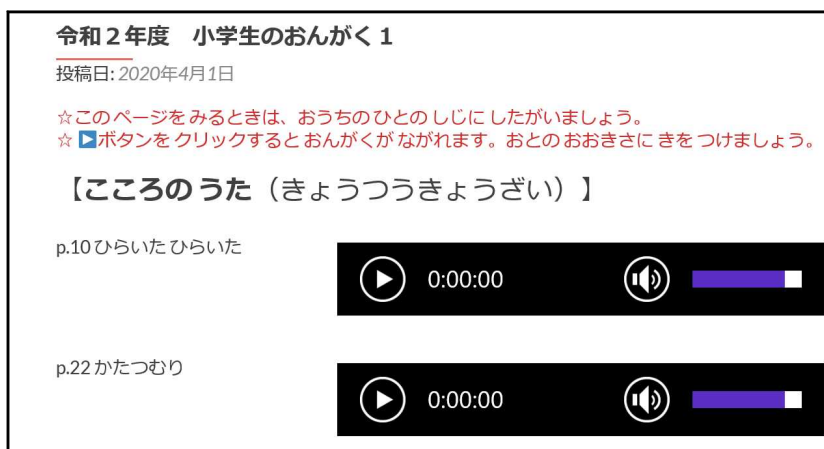 令和２年度　小学生のおんがく１
投稿日: 2020年4月1日
☆このページを みるときは、おうちのひとの しじに したがいましょう。
☆ ▶ボタンを クリックすると おんがくが ながれます。おとの おおきさに きを つけましょう。
【こころの うた（きょうつうきょうざい）】
p.10 ひらいた ひらいた
0:00:00
p.22 かたつむり
0:00:00